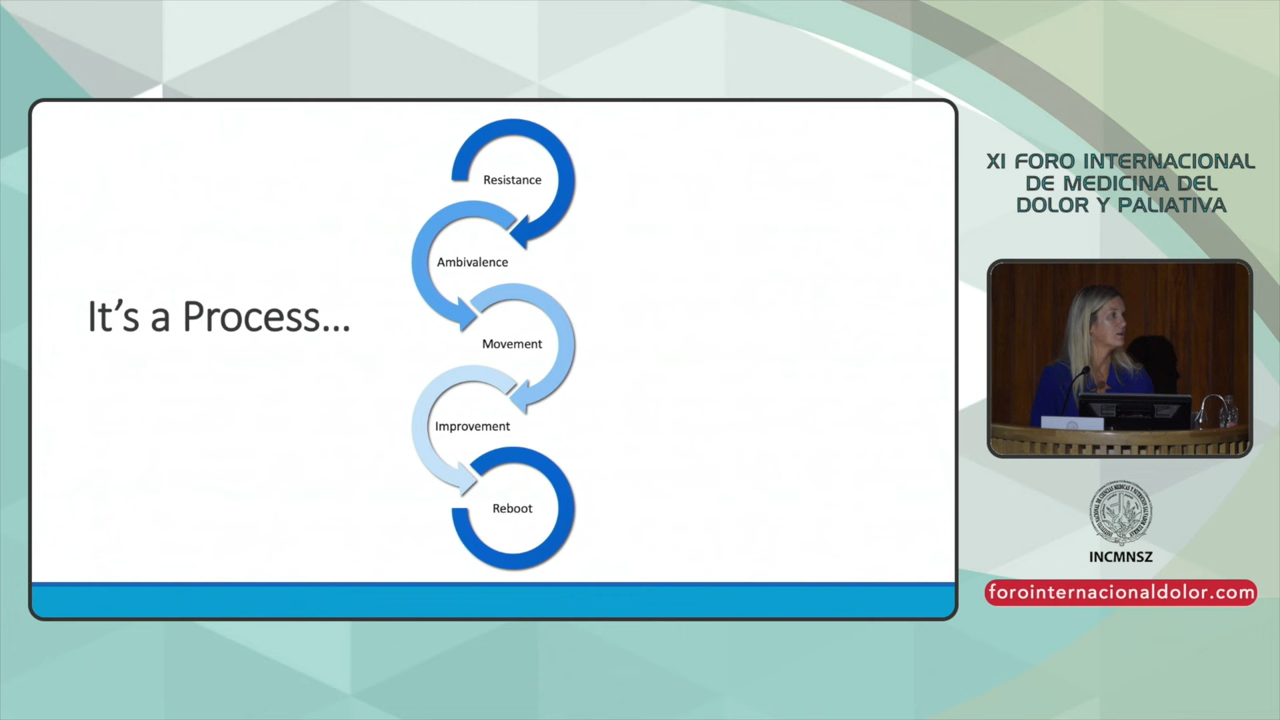 It's a Process...
Resistance
Ambivalence
Movement
Improvement
Reboot
XI FORO INTERNACIONAL
DE MEDICINA DEL
DOLOR Y PALIATIVA
INCMNSZ
forointernacionaldolor.com